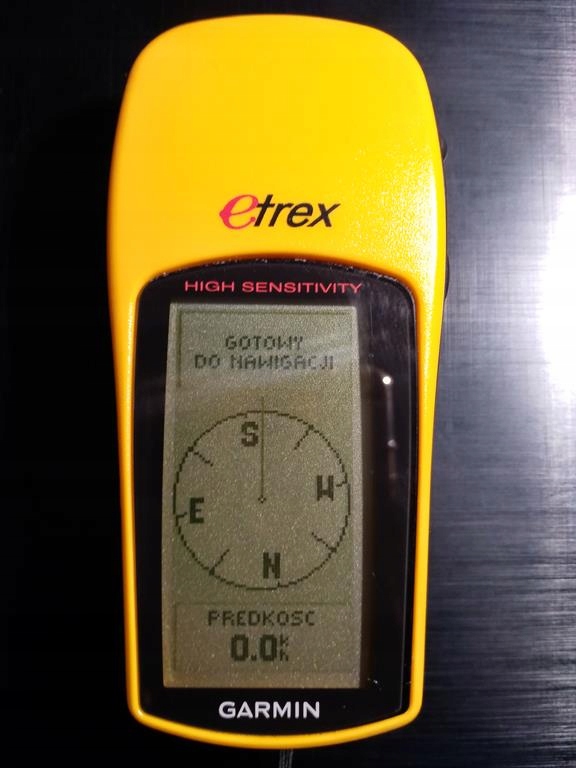 etrex
HIGH SENSITIVITY
GOTOWY
DO NAWIGACJI
S
W
E
N
PREDKOSC
0.0 k
h
GARMIN